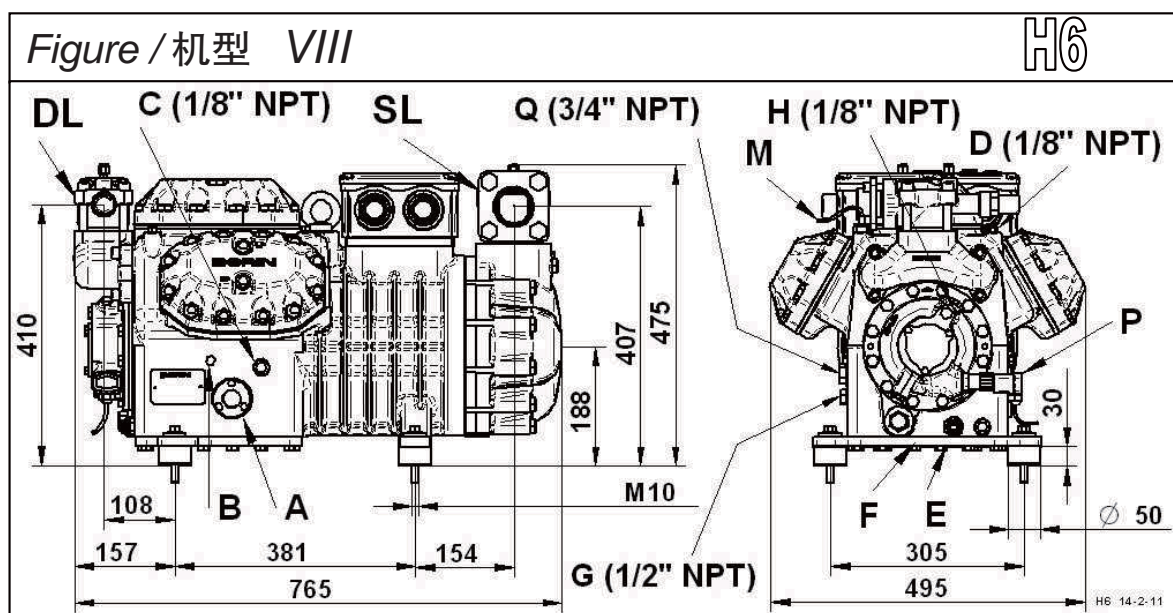 Figure / 机型 VIII
H6
DL
C (1/8" NPT)
SL
Q (3/4" NPT)
H (1/8" NPT)
D (1/8" NPT)
M
P
410
407
475
188
30
108
B
A
M10
F
E
Ø 50
157
381
154
G (1/2" NPT)
305
765
495
H6 14-2-11